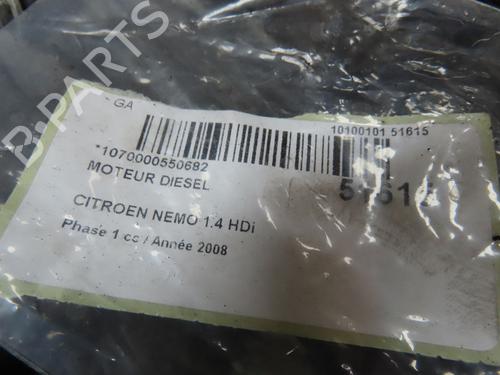 GA
10100101 51615
*1070000550682
MOTEUR DIESEL
CITROEN NEMO 1.4 HDi
Phase 1 cc / Année 2008
B-PARTS